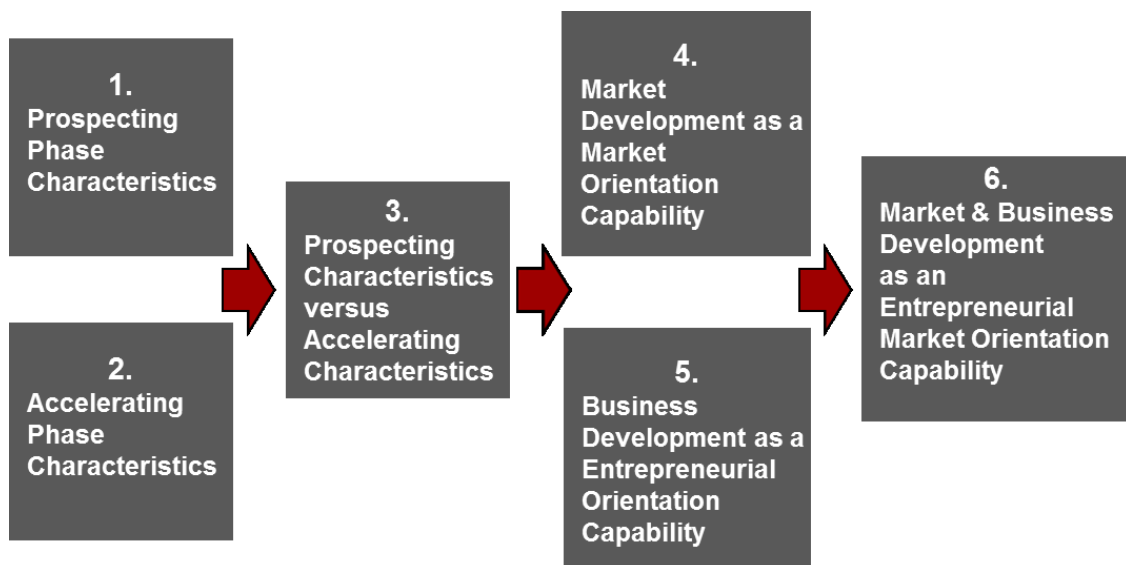 1.
Prospecting
Phase
Characteristics
2.
Accelerating
Phase
Characteristics
3.
Prospecting
Characteristics
versus
Accelerating
Characteristics
4.
Market
Development as a
Market
Orientation
Capability
5.
Business
Development as a
Entrepreneurial
Orientation
Capability
6.
Market & Business
Development
as an
Entrepreneurial
Market Orientation
Capability